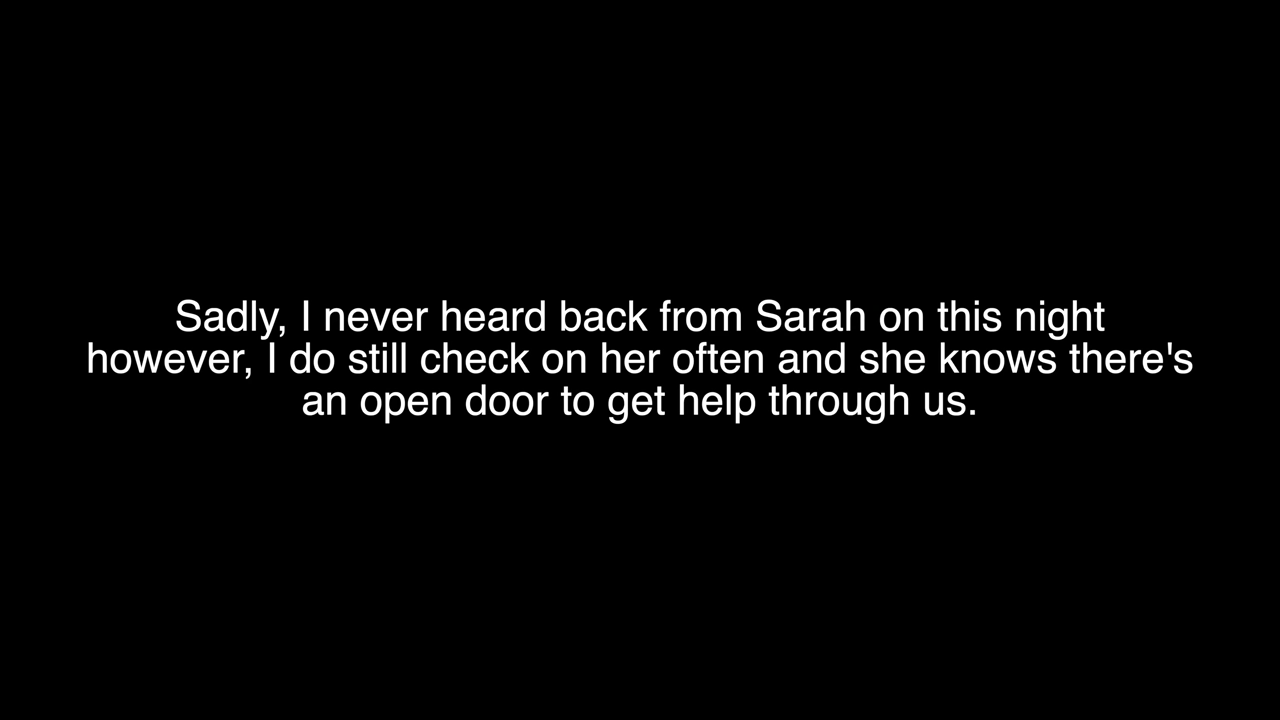 Sadly, I never heard back from Sarah on this night
however, I do still check on her often and she knows there's
an open door to get help through us.